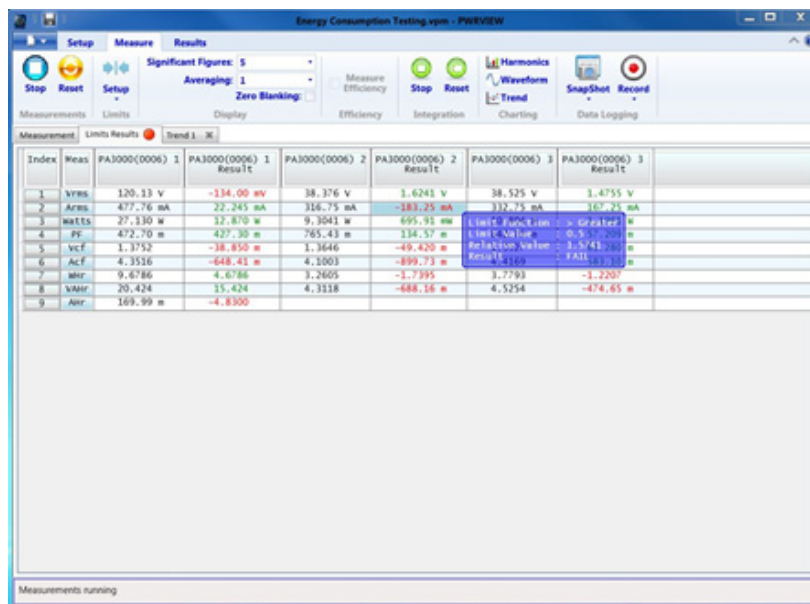 Energy Consumption Testing.vpm - PWRVIEW
Setup Measure Results
Stop Reset Setup Significant Figures: 5 Averaging: 1 Zero Blanking: Measure Efficiency Stop Reset Harmonics Waveform Trend SnapShot Record
Measurements Limits Display Efficiency Integration Charting Data Logging
Measurement Limits Results Trend 1
Index Meas PA3000(0006) 1 PA3000(0006) 1 Result PA3000(0006) 2 PA3000(0006) 2 Result PA3000(0006) 3 PA3000(0006) 3 Result
1 Vrms 120.13 V -134.00 mV 38.376 V 1.6241 V 38.525 V 1.4755 V
2 Arms 477.76 mA 22.245 mA 316.75 mA -183.25 mA 332.75 mA 167.25 mA
3 Watts 27.130 W 12.870 W 9.3041 W 695.91 mW
4 PF 472.70 m 427.30 m 765.43 m 134.57 m
5 Vcf 1.3752 -38.850 m 1.3646 -49.420 m
6 Acf 4.3516 -648.41 m 4.1003 -899.73 m
Limit Function : > Greater
Limit Value : 0.5
Relative Value : 1.5741
Result : FAIL
7 WHr 9.6786 4.6786 3.2605 -1.7395 3.7793 -1.2207
8 VAHr 20.424 15.424 4.3118 -688.16 m 4.5254 -474.65 m
9 AHr 169.99 m -4.8300
Measurements running